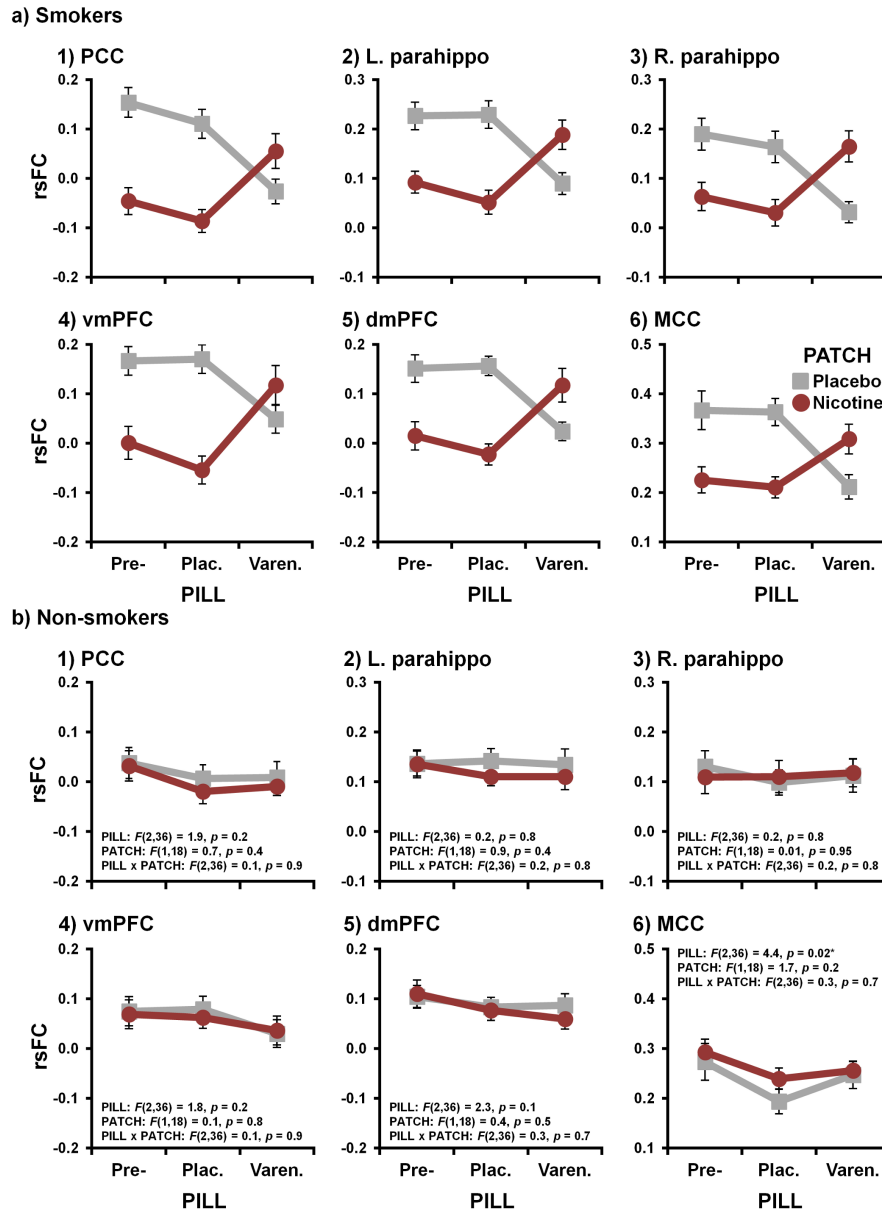 a) Smokers
1) PCC
2) L. parahippo
3) R. parahippo
0.2
0.1
0.0
-0.1
-0.2
rsFC
0.3
0.2
0.1
0.0
-0.1
0.3
0.2
0.1
0.0
-0.1
4) vmPFC
5) dmPFC
6) MCC
0.2
0.1
0.0
-0.1
-0.2
rsFC
0.2
0.1
0.0
-0.1
-0.2
0.5
0.4
0.3
0.2
0.1
PATCH
Placebo
Nicotine
Pre- Plac. Varen.
PILL
Pre- Plac. Varen.
PILL
Pre- Plac. Varen.
PILL
b) Non-smokers
1) PCC
2) L. parahippo
3) R. parahippo
0.2
0.1
0.0
-0.1
-0.2
rsFC
PILL: F(2,36) = 1.9, p = 0.2
PATCH: F(1,18) = 0.7, p = 0.4
PILL x PATCH: F(2,36) = 0.1, p = 0.9
0.3
0.2
0.1
0.0
-0.1
PILL: F(2,36) = 0.2, p = 0.8
PATCH: F(1,18) = 0.9, p = 0.4
PILL x PATCH: F(2,36) = 0.2, p = 0.8
0.3
0.2
0.1
0.0
-0.1
PILL: F(2,36) = 0.2, p = 0.8
PATCH: F(1,18) = 0.01, p = 0.95
PILL x PATCH: F(2,36) = 0.2, p = 0.8
4) vmPFC
5) dmPFC
6) MCC
0.2
0.1
0.0
-0.1
-0.2
rsFC
PILL: F(2,36) = 1.8, p = 0.2
PATCH: F(1,18) = 0.1, p = 0.8
PILL x PATCH: F(2,36) = 0.1, p = 0.9
0.2
0.1
0.0
-0.1
-0.2
PILL: F(2,36) = 2.3, p = 0.1
PATCH: F(1,18) = 0.4, p = 0.5
PILL x PATCH: F(2,36) = 0.3, p = 0.7
0.5
0.4
0.3
0.2
0.1
PILL: F(2,36) = 4.4, p = 0.02*
PATCH: F(1,18) = 1.7, p = 0.2
PILL x PATCH: F(2,36) = 0.3, p = 0.7
Pre- Plac. Varen.
PILL
Pre- Plac. Varen.
PILL
Pre- Plac. Varen.
PILL